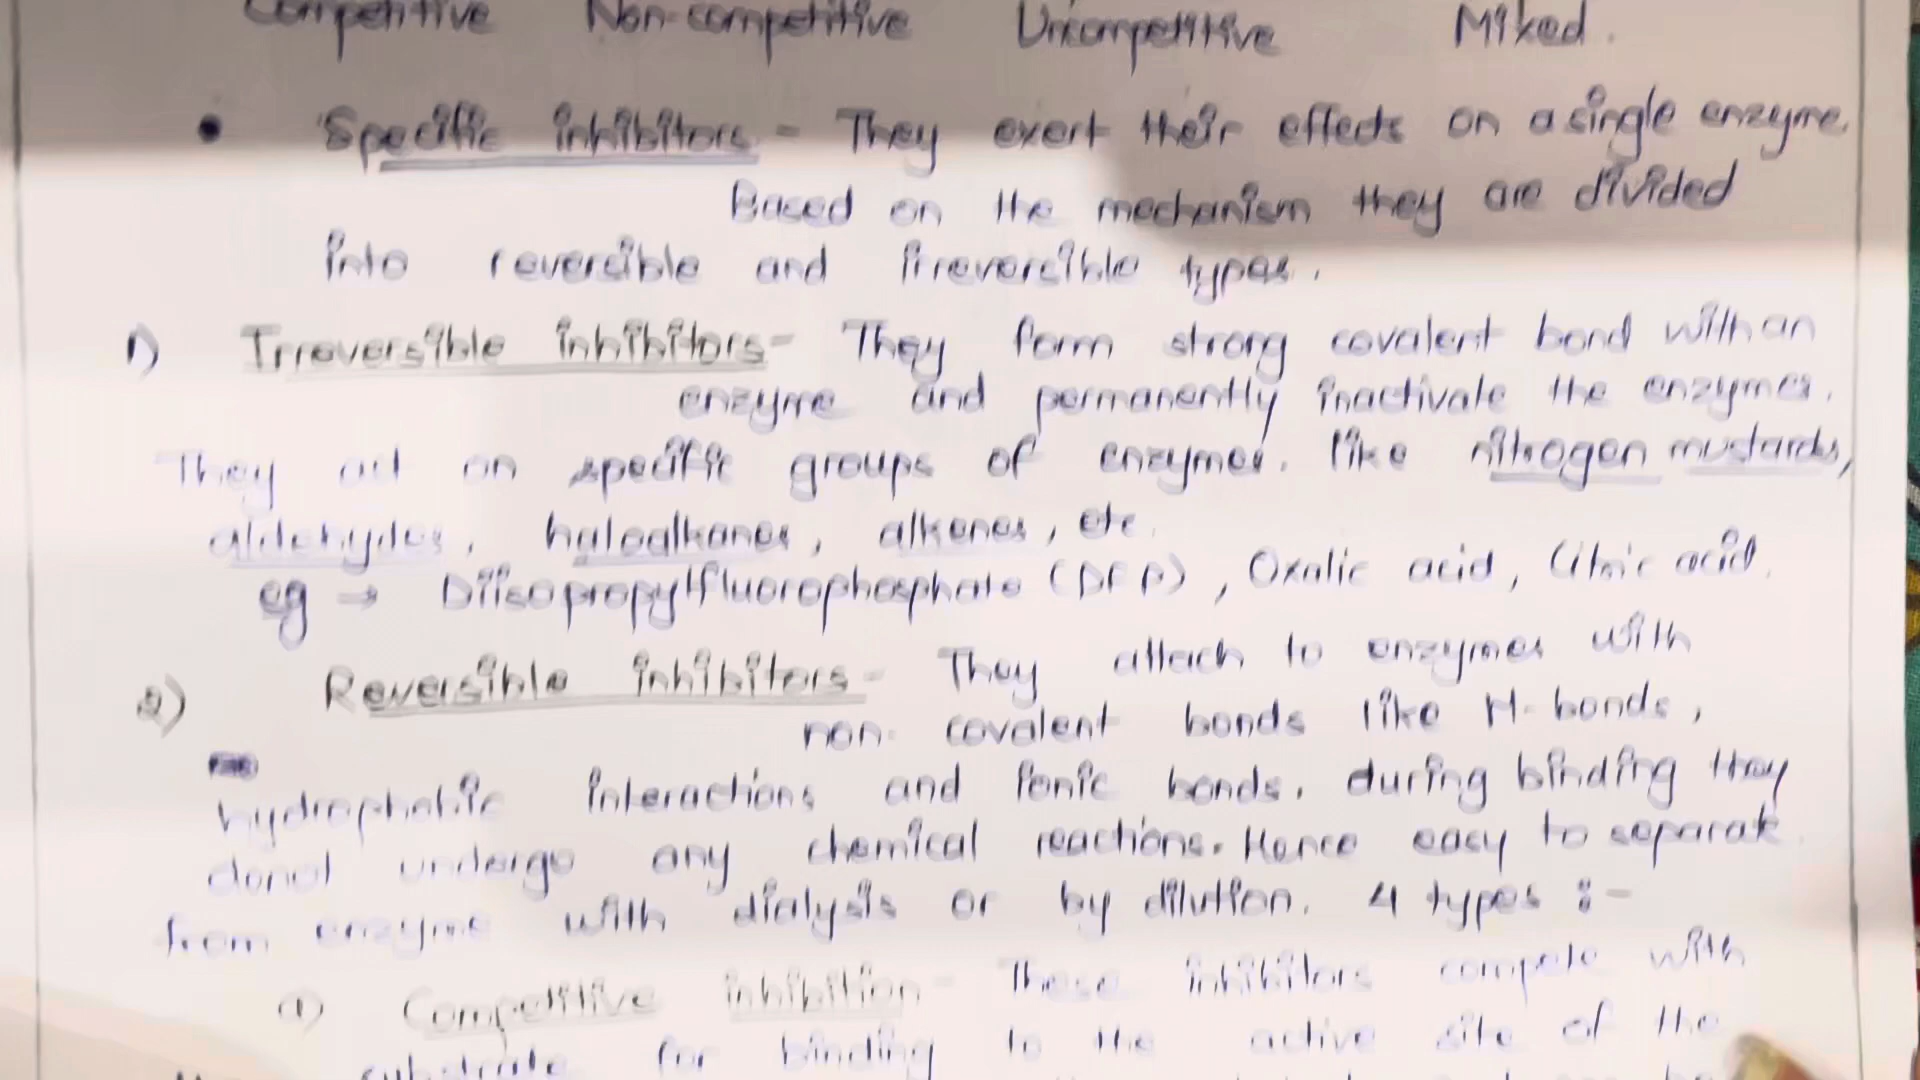 Competitive Non-competitive Uncompetitive Mixed.
• Specific inhibitors - They exert their effects on a single enzyme.
Based on the mechanism they are divided
into reversible and irreversible types.
1) Irreversible inhibitors - They form strong covalent bond with an
enzyme and permanently inactivate the enzymes.
They act on specific groups of enzymes. like nitrogen mustards,
aldehydes, haloalkanes, alkenes, etc.
eg → Diisopropylfluorophosphate (DFP), Oxalic acid, Citric acid.
2) Reversible inhibitors - They attach to enzymes with
non-covalent bonds like H-bonds,
hydrophobic interactions and ionic bonds. during binding they
donot undergo any chemical reactions. Hence easy to separate
from enzyme with dialysis or by dilution. 4 types :-
a) Competitive inhibition - These inhibitors compete with
substrate for binding to the active site of the